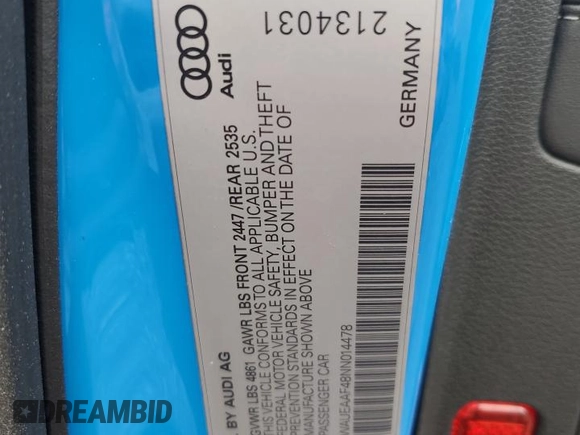 Audi
2134031
GERMANY
BY AUDI AG
GVWR LBS 4861 GAWR LBS FRONT 2447 /REAR 2535
THIS VEHICLE CONFORMS TO ALL APPLICABLE U.S.
FEDERAL MOTOR VEHICLE SAFETY, BUMPER AND THEFT
PREVENTION STANDARDS IN EFFECT ON THE DATE OF
MANUFACTURE SHOWN ABOVE
PASSENGER CAR
WAUEAAF48NN014478
DREAMBID